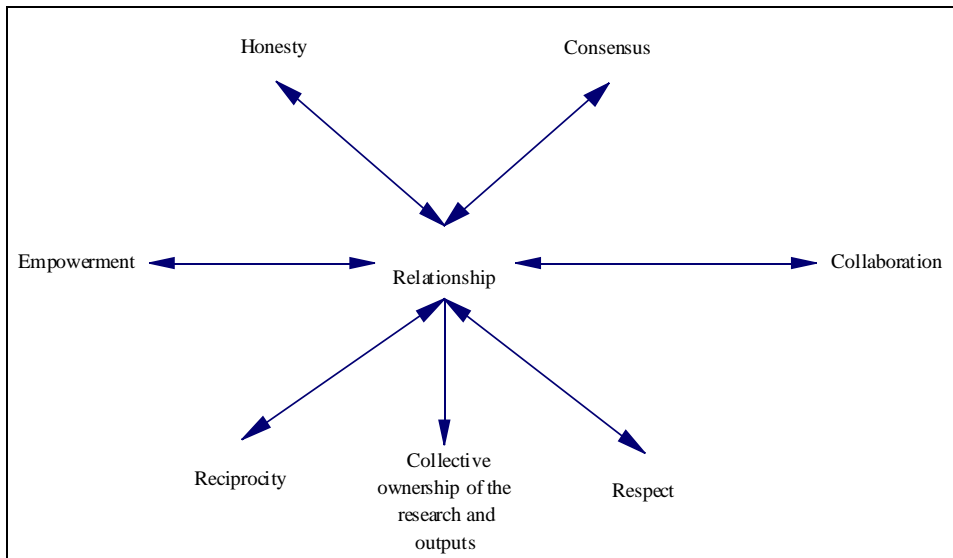 Honesty
Consensus
Empowerment
Relationship
Collaboration
Reciprocity
Collective
ownership of the
research and
outputs
Respect